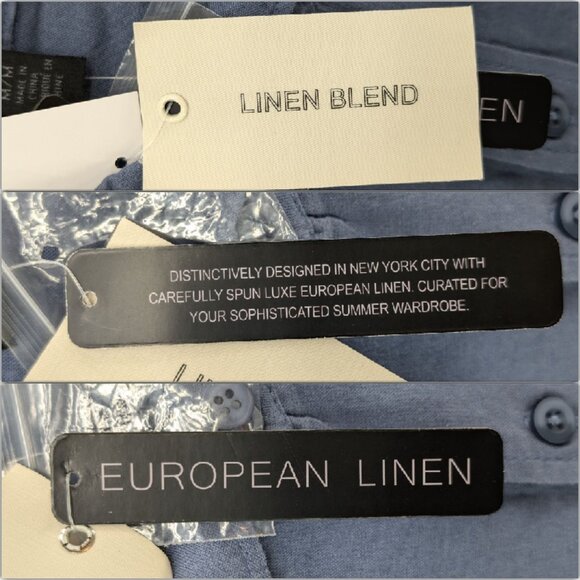 M/M
MADE IN
CHINA
LINEN BLEND
EN
DISTINCTIVELY DESIGNED IN NEW YORK CITY WITH
CAREFULLY SPUN LUXE EUROPEAN LINEN. CURATED FOR
YOUR SOPHISTICATED SUMMER WARDROBE.
EUROPEAN LINEN